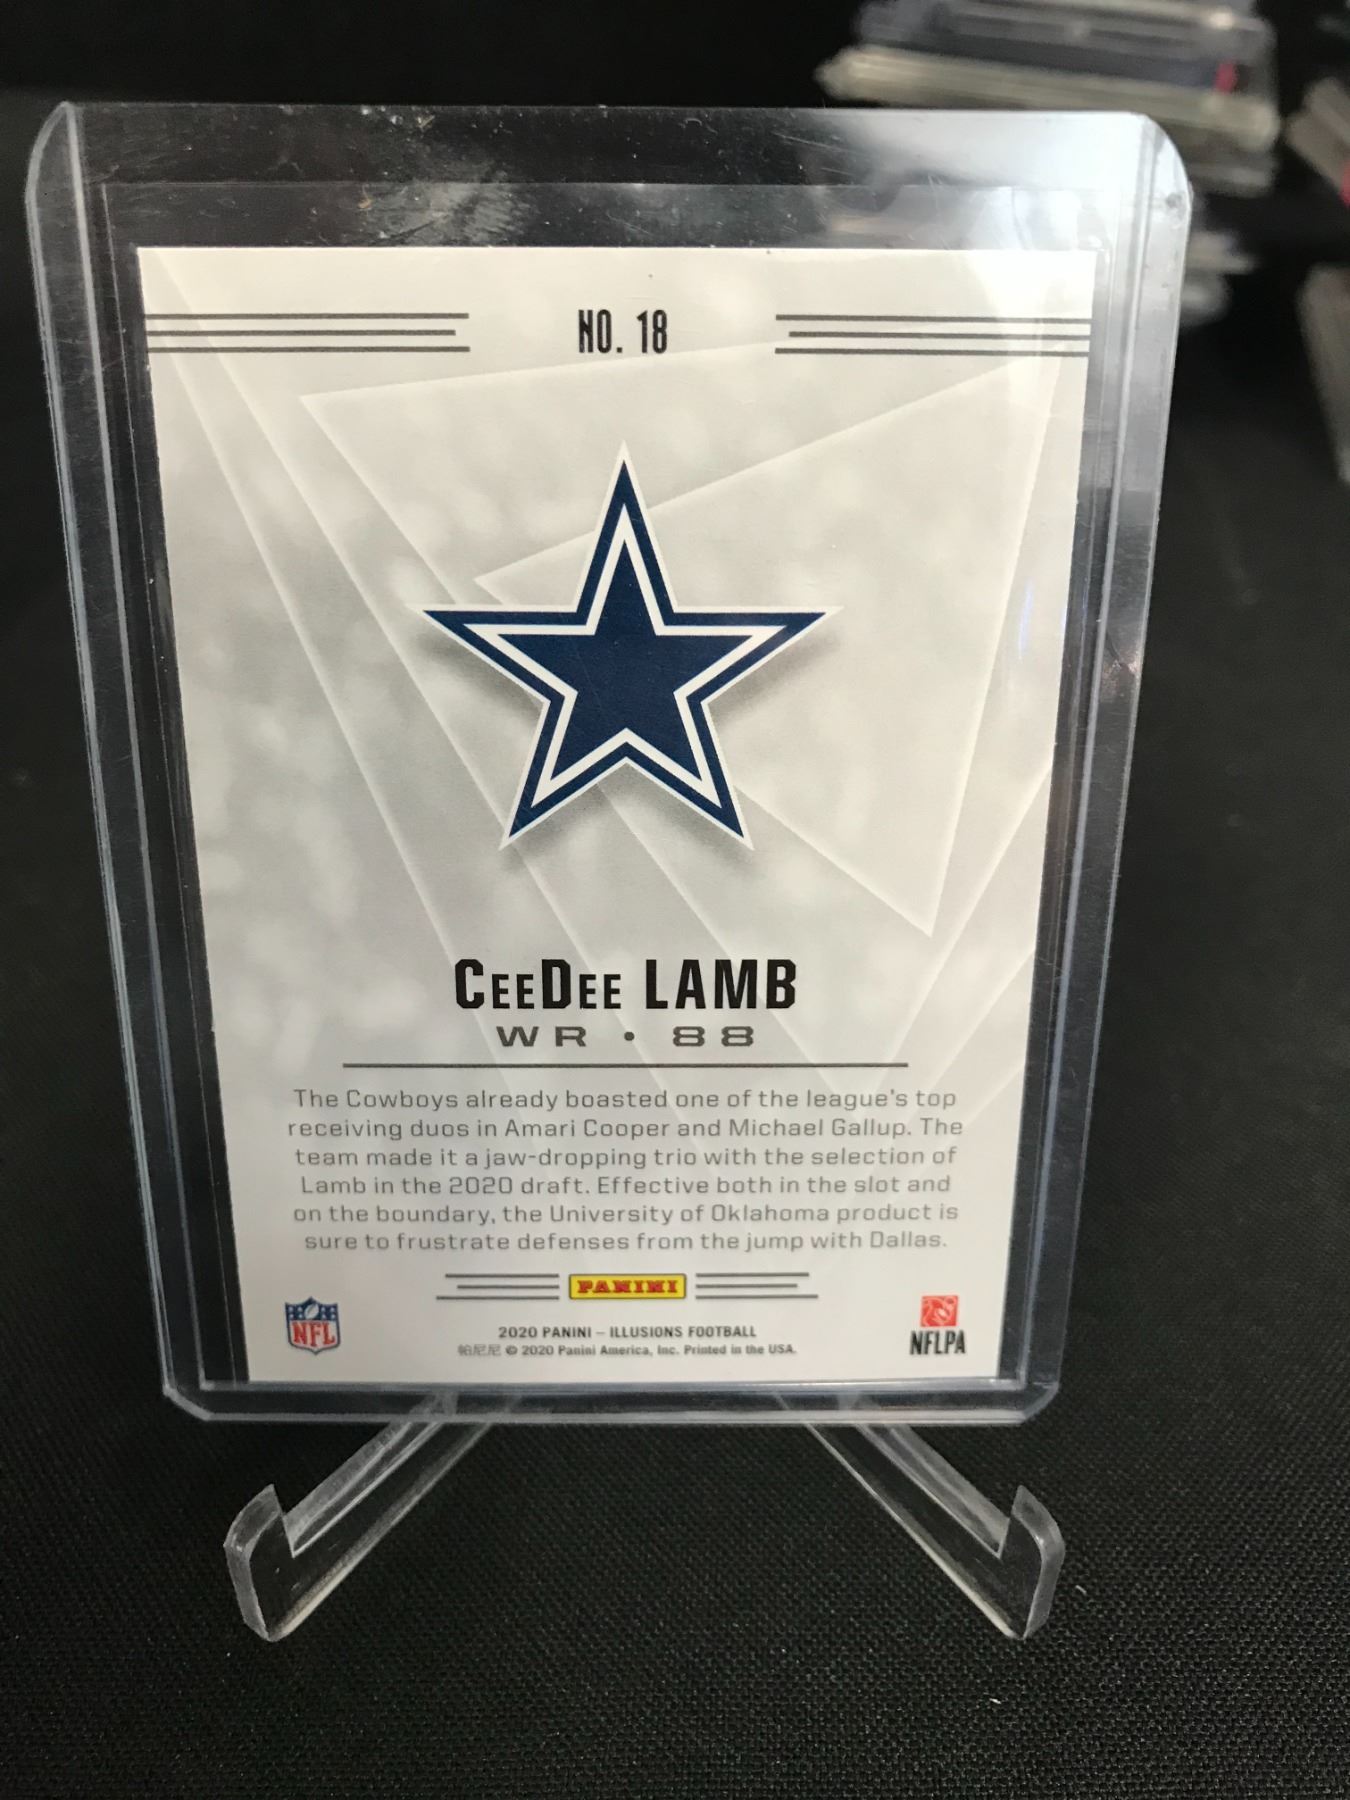 NO. 18
CEEDEE LAMB
WR • 88
The Cowboys already boasted one of the league's top
receiving duos in Amari Cooper and Michael Gallup. The
team made it a jaw-dropping trio with the selection of
Lamb in the 2020 draft. Effective both in the slot and
on the boundary, the University of Oklahoma product is
sure to frustrate defenses from the jump with Dallas.
PANINI
NFL
2020 PANINI – ILLUSIONS FOOTBALL
帕尼尼 © 2020 Panini America, Inc. Printed in the USA.
NFLPA